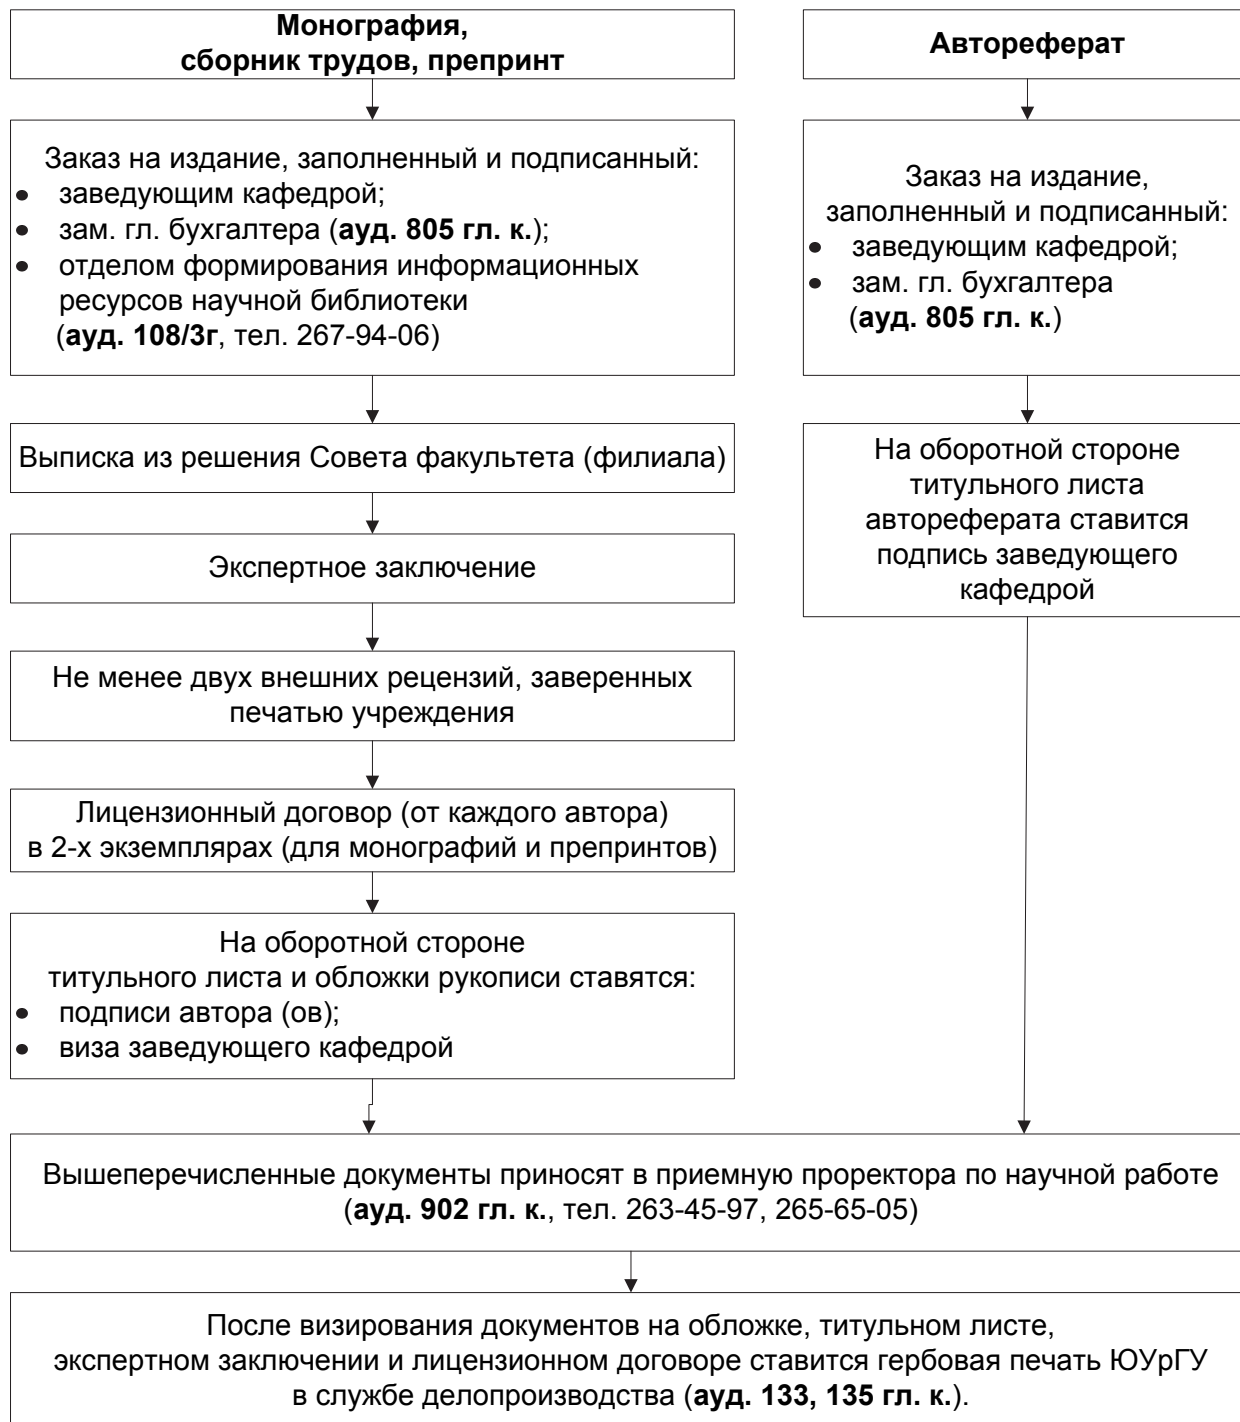 Монография,
сборник трудов, препринт
Автореферат
Заказ на издание, заполненный и подписанный:
• заведующим кафедрой;
• зам. гл. бухгалтера (ауд. 805 гл. к.);
• отделом формирования информационных
ресурсов научной библиотеки
(ауд. 108/3г, тел. 267-94-06)
Заказ на издание,
заполненный и подписанный:
• заведующим кафедрой;
• зам. гл. бухгалтера
(ауд. 805 гл. к.)
Выписка из решения Совета факультета (филиала)
На оборотной стороне
титульного листа
автореферата ставится
подпись заведующего
кафедрой
Экспертное заключение
Не менее двух внешних рецензий, заверенных
печатью учреждения
Лицензионный договор (от каждого автора)
в 2-х экземплярах (для монографий и препринтов)
На оборотной стороне
титульного листа и обложки рукописи ставятся:
• подписи автора (ов);
• виза заведующего кафедрой
Вышеперечисленные документы приносят в приемную проректора по научной работе
(ауд. 902 гл. к., тел. 263-45-97, 265-65-05)
После визирования документов на обложке, титульном листе,
экспертном заключении и лицензионном договоре ставится гербовая печать ЮУрГУ
в службе делопроизводства (ауд. 133, 135 гл. к.).